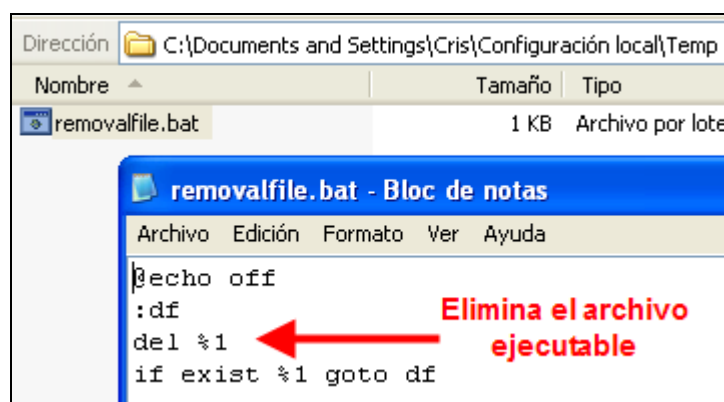 Dirección C:\Documents and Settings\Cris\Configuración local\Temp
Nombre Tamaño Tipo
removalfile.bat 1 KB Archivo por lote
removalfile.bat - Bloc de notas
Archivo Edición Formato Ver Ayuda
@echo off
:df
Elimina el archivo
del %1
ejecutable
if exist %1 goto df